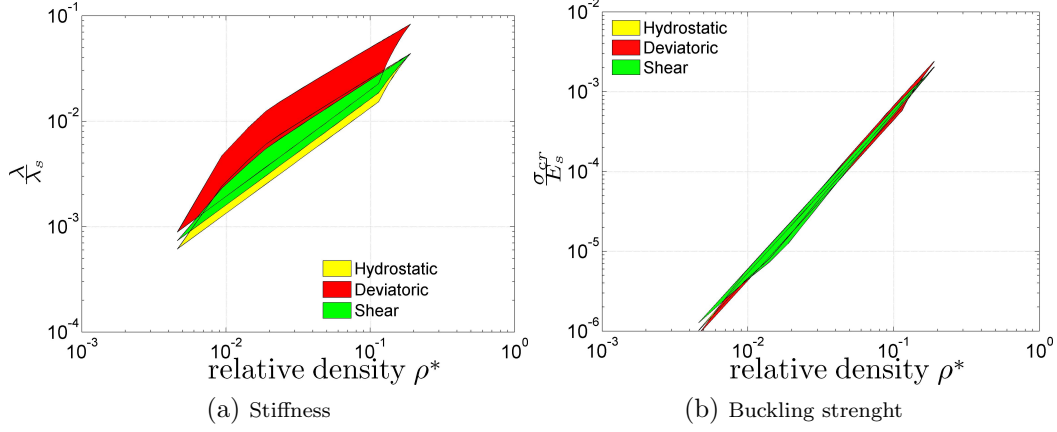 10^-1
10^-2
10^-3
10^-4
10^-3
10^-2
10^-1
10^0
λ/λ_s
relative density ρ*
Hydrostatic
Deviatoric
Shear
(a) Stiffness
10^-2
10^-3
10^-4
10^-5
10^-6
10^-3
10^-2
10^-1
10^0
σ_cr/E_s
relative density ρ*
Hydrostatic
Deviatoric
Shear
(b) Buckling strenght